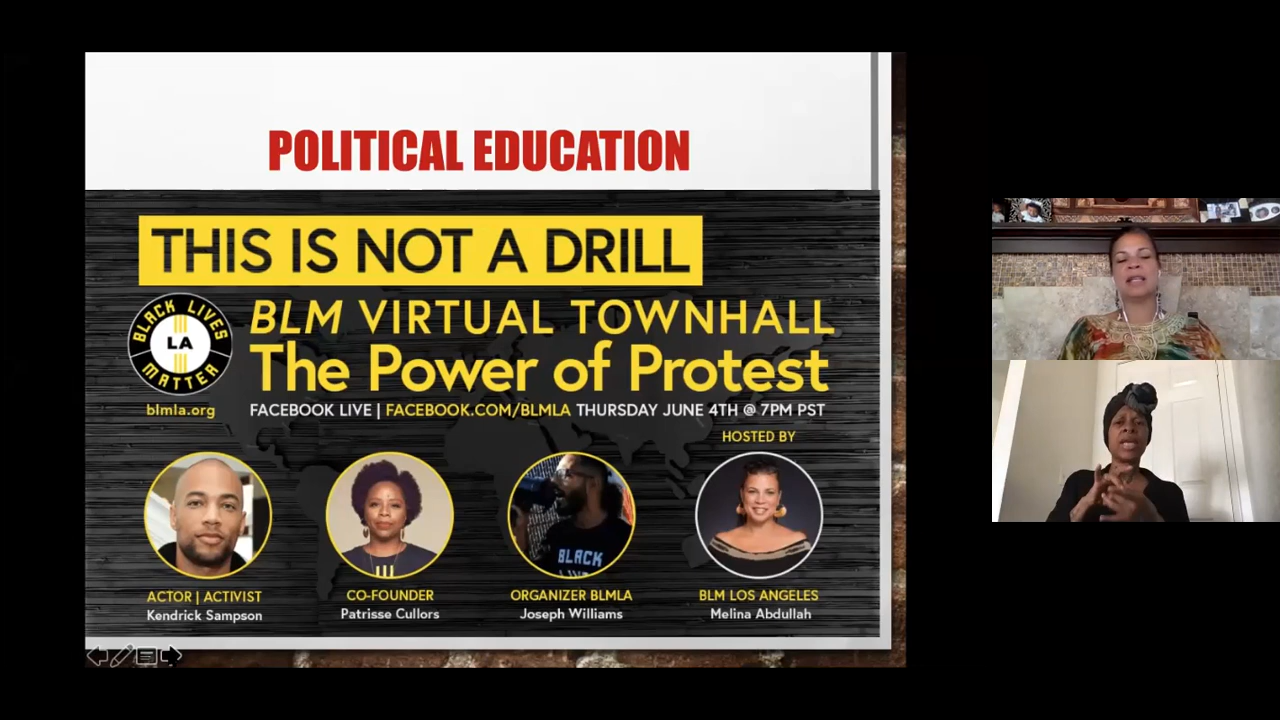 POLITICAL EDUCATION
THIS IS NOT A DRILL
BLACK LIVES
LA
MATTER
blmla.org
BLM VIRTUAL TOWNHALL
The Power of Protest
FACEBOOK LIVE | FACEBOOK.COM/BLMLA THURSDAY JUNE 4TH @ 7PM PST
HOSTED BY
BLACK
ACTOR | ACTIVIST
Kendrick Sampson
CO-FOUNDER
Patrisse Cullors
ORGANIZER BLMLA
Joseph Williams
BLM LOS ANGELES
Melina Abdullah